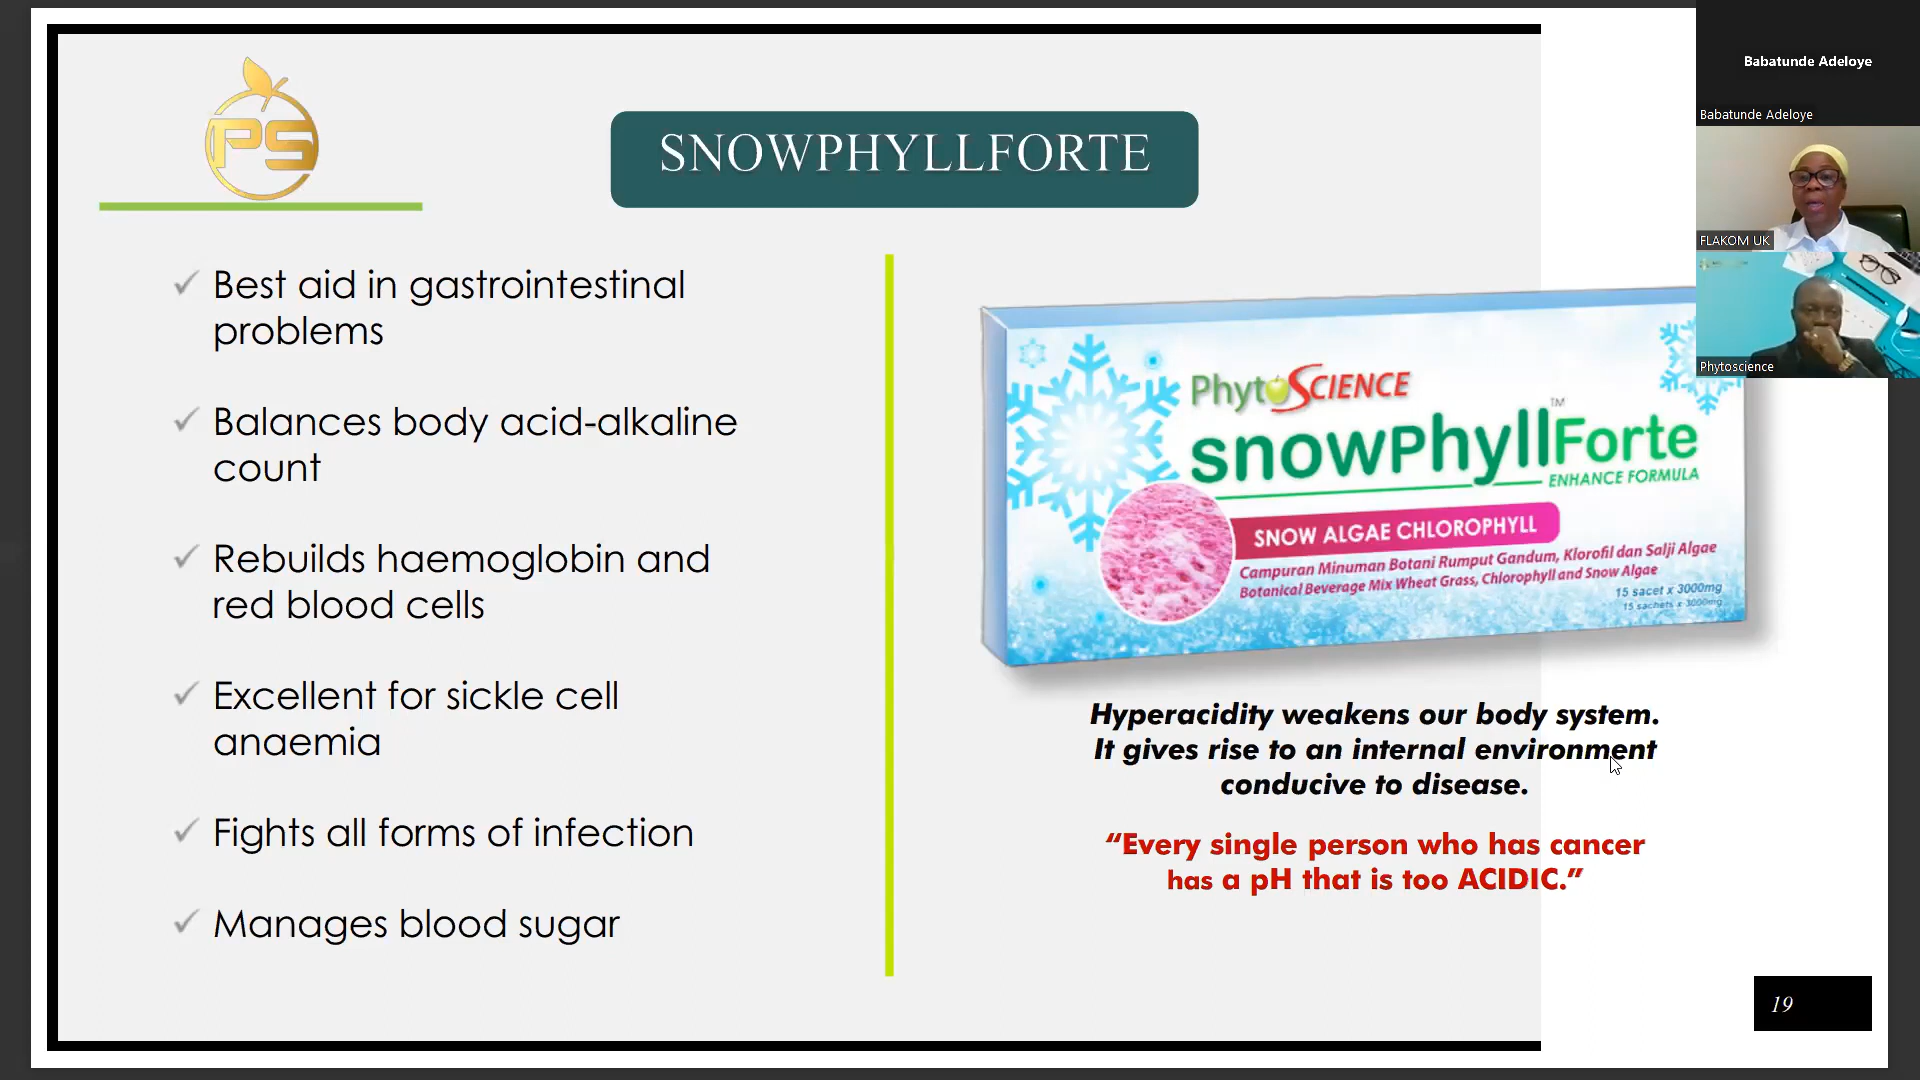 PS
SNOWPHYLLFORTE
Best aid in gastrointestinal
problems
Balances body acid-alkaline
count
Rebuilds haemoglobin and
red blood cells
Excellent for sickle cell
anaemia
Fights all forms of infection
Manages blood sugar
PhytoSCIENCE
snowPhyllForte
TM
ENHANCE FORMULA
SNOW ALGAE CHLOROPHYLL
Campuran Minuman Botani Rumput Gandum, Klorofil dan Salji Algae
Botanical Beverage Mix Wheat Grass, Chlorophyll and Snow Algae
15 sacet x 3000mg
15 sachets x 3000mg
Hyperacidity weakens our body system.
It gives rise to an internal environment
conducive to disease.
“Every single person who has cancer
has a pH that is too ACIDIC.”
19
Babatunde Adeloye
Babatunde Adeloye
FLAKOM UK
Phytoscience